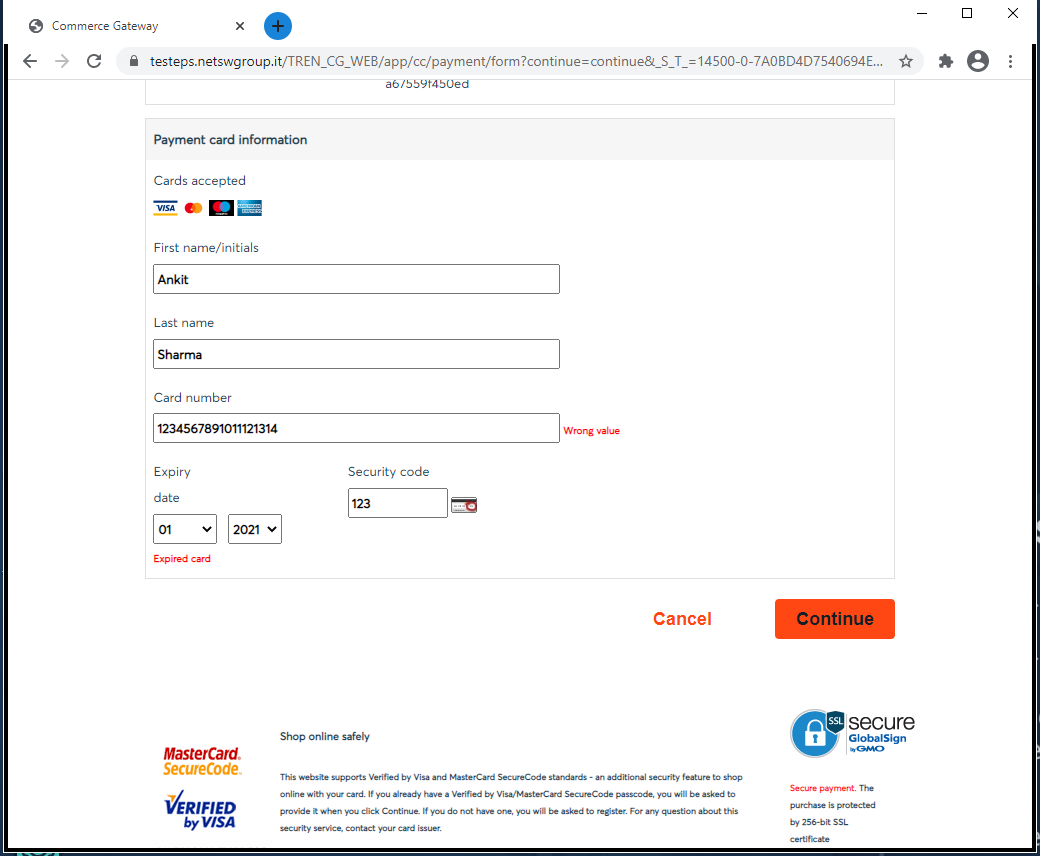 Commerce Gateway
testeps.netswgroup.it/TREN_CG_WEB/app/cc/payment/form?continue=continue&_S_T_=14500-0-7A0BD4D7540694E...
a67559f450ed
Payment card information
Cards accepted
VISA
First name/initials
Ankit
Last name
Sharma
Card number
1234567891011121314 Wrong value
Expiry
date
Security code
123
01 2021
Expired card
Cancel Continue
MasterCard.
SecureCode.
VERIFIED
by VISA
Shop online safely
This website supports Verified by Visa and MasterCard SecureCode standards - an additional security feature to shop
online with your card. If you already have a Verified by Visa/MasterCard SecureCode passcode, you will be asked to
provide it when you click Continue. If you do not have one, you will be asked to register. For any question about this
security service, contact your card issuer.
SSL secure
GlobalSign
by GMO
Secure payment. The
purchase is protected
by 256-bit SSL
certificate